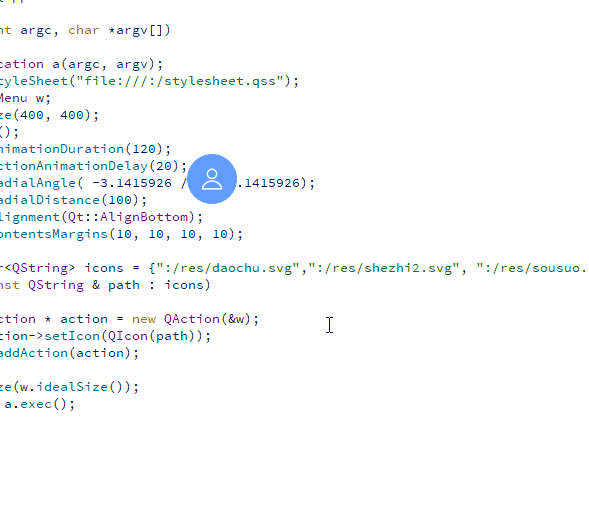 nt argc, char *argv[])
cation a(argc, argv);
tyleSheet("file:///:/stylesheet.qss");
Menu w;
ze(400, 400);
();
nimationDuration(120);
ctionAnimationDelay(20);
adialAngle( -3.1415926 / .1415926);
adialDistance(100);
lignment(Qt::AlignBottom);
ontentsMargins(10, 10, 10, 10);
r<QString> icons = {":/res/daochu.svg",":/res/shezhi2.svg", ":/res/sousuo.
nst QString & path : icons)
ction * action = new QAction(&w);
tion->setIcon(QIcon(path));
addAction(action);
ze(w.idealSize());
a.exec();